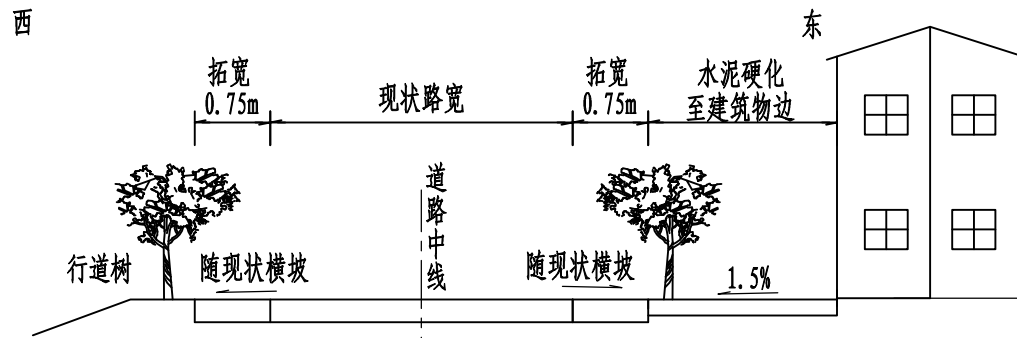 西
东
拓宽
0.75m
现状路宽
拓宽
0.75m
水泥硬化
至建筑物边
道路中线
行道树
随现状横坡
随现状横坡
1.5%